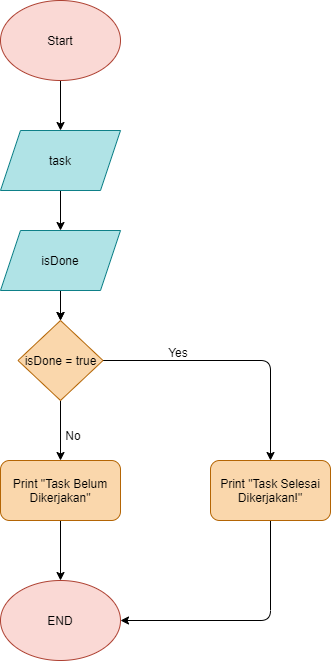 Start
task
isDone
isDone = true
Yes
No
Print "Task Belum
Dikerjakan"
Print "Task Selesai
Dikerjakan!"
END